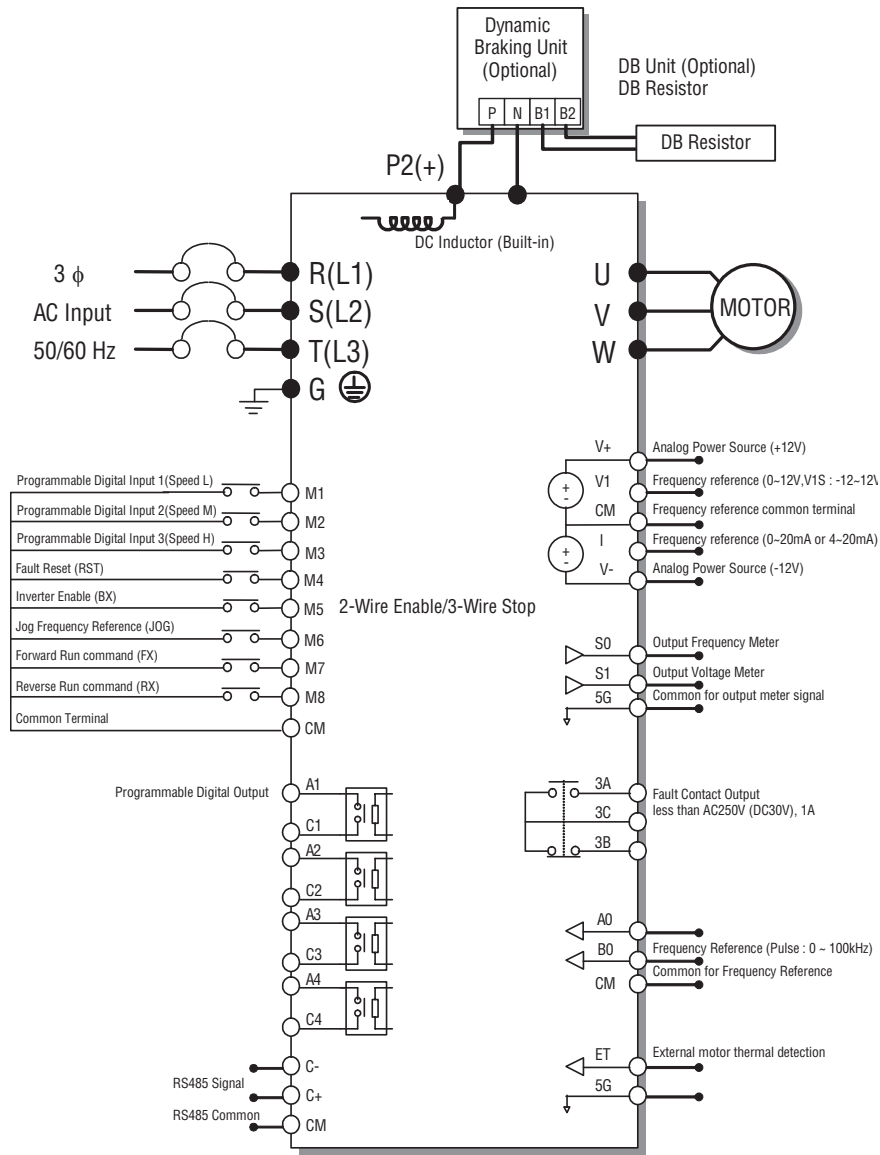 Dynamic
Braking Unit
(Optional)
P N B1 B2
DB Unit (Optional)
DB Resistor
DB Resistor
P2(+)
DC Inductor (Built-in)
3 ϕ
AC Input
50/60 Hz
R(L1)
S(L2)
T(L3)
G
U
V
W
MOTOR
Programmable Digital Input 1(Speed L)
M1
Programmable Digital Input 2(Speed M)
M2
Programmable Digital Input 3(Speed H)
M3
Fault Reset (RST)
M4
Inverter Enable (BX)
M5
2-Wire Enable/3-Wire Stop
Jog Frequency Reference (JOG)
M6
Forward Run command (FX)
M7
Reverse Run command (RX)
M8
Common Terminal
CM
V+ Analog Power Source (+12V)
+
-
V1 Frequency reference (0~12V,V1S : -12~12V
CM Frequency reference common terminal
+
-
I Frequency reference (0~20mA or 4~20mA)
V- Analog Power Source (-12V)
S0 Output Frequency Meter
S1 Output Voltage Meter
5G Common for output meter signal
Programmable Digital Output
A1
C1
A2
C2
A3
C3
A4
C4
3A Fault Contact Output
less than AC250V (DC30V), 1A
3C
3B
A0
B0 Frequency Reference (Pulse : 0 ~ 100kHz)
CM Common for Frequency Reference
ET External motor thermal detection
5G
C-
RS485 Signal
C+
RS485 Common
CM